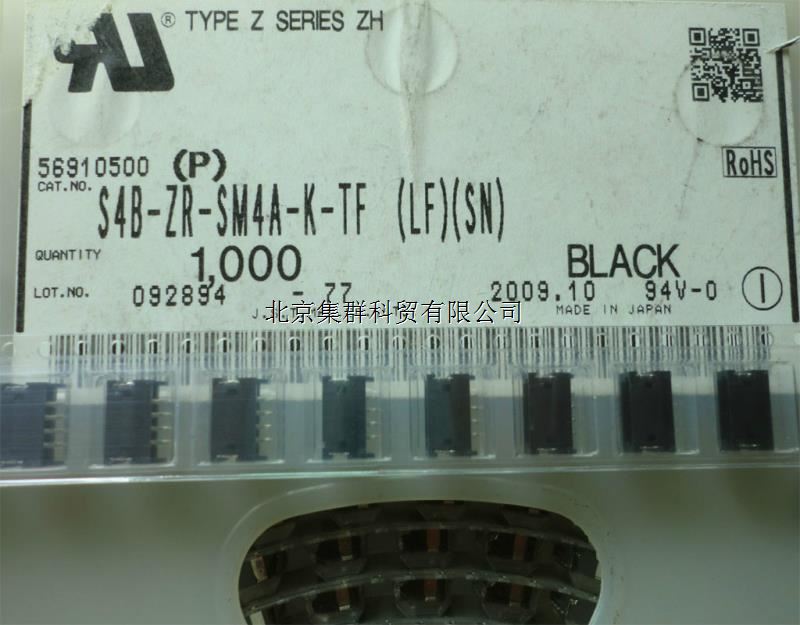 ® TYPE Z SERIES ZH
RoHS
56910500 (P)
CAT.NO.
S4B-ZR-SM4A-K-TF (LF)(SN)
QUANTITY 1,000 BLACK
LOT.NO. 092894 - 77 2009.10 94V-0 I
MADE IN JAPAN
北京集群科贸有限公司